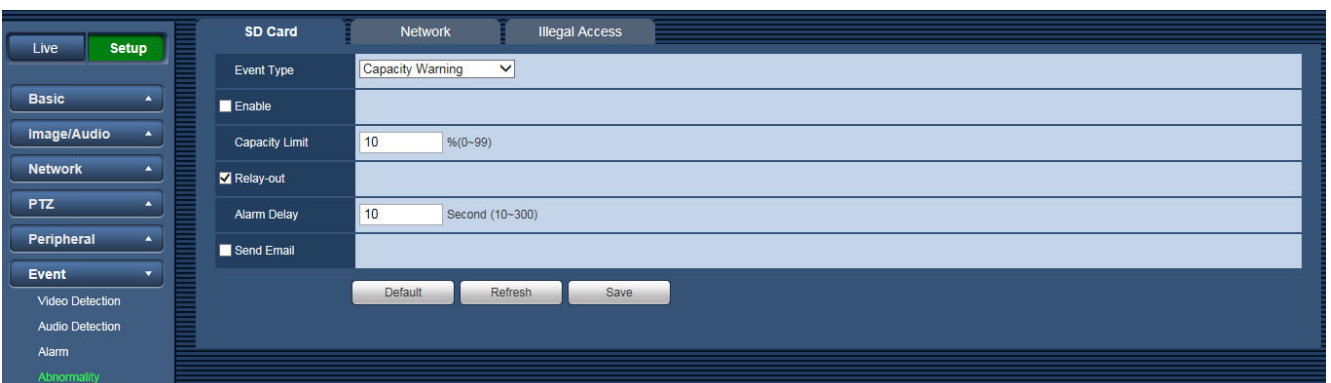 SD Card Network Illegal Access
Live Setup
Event Type Capacity Warning
Basic
Enable
Image/Audio
Capacity Limit 10 %(0~99)
Network
Relay-out
PTZ
Alarm Delay 10 Second (10~300)
Peripheral
Send Email
Event
Default Refresh Save
Video Detection
Audio Detection
Alarm
Abnormality